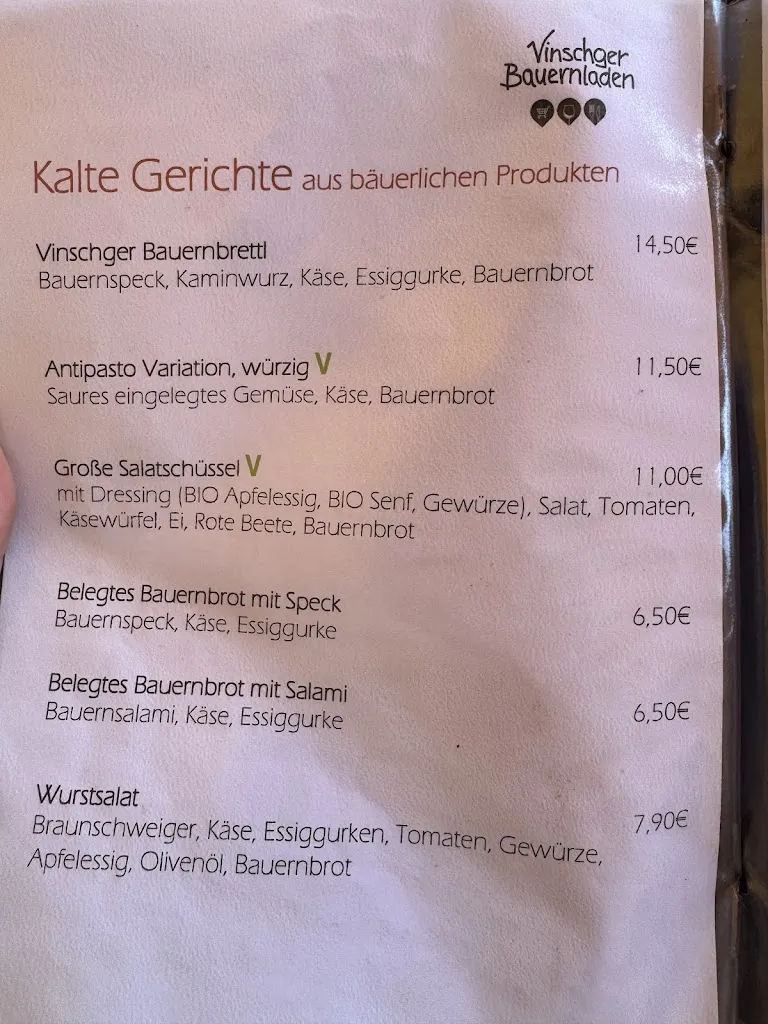 Vinschger
Bauernladen
Kalte Gerichte aus bäuerlichen Produkten
Vinschger Bauernbrettl 14,50€
Bauernspeck, Kaminwurz, Käse, Essiggurke, Bauernbrot
Antipasto Variation, würzig V 11,50€
Saures eingelegtes Gemüse, Käse, Bauernbrot
Große Salatschüssel V 11,00€
mit Dressing (BIO Apfelessig, BIO Senf, Gewürze), Salat, Tomaten,
Käsewürfel, Ei, Rote Beete, Bauernbrot
Belegtes Bauernbrot mit Speck 6,50€
Bauernspeck, Käse, Essiggurke
Belegtes Bauernbrot mit Salami 6,50€
Bauernsalami, Käse, Essiggurke
Wurstsalat 7,90€
Braunschweiger, Käse, Essiggurken, Tomaten, Gewürze,
Apfelessig, Olivenöl, Bauernbrot